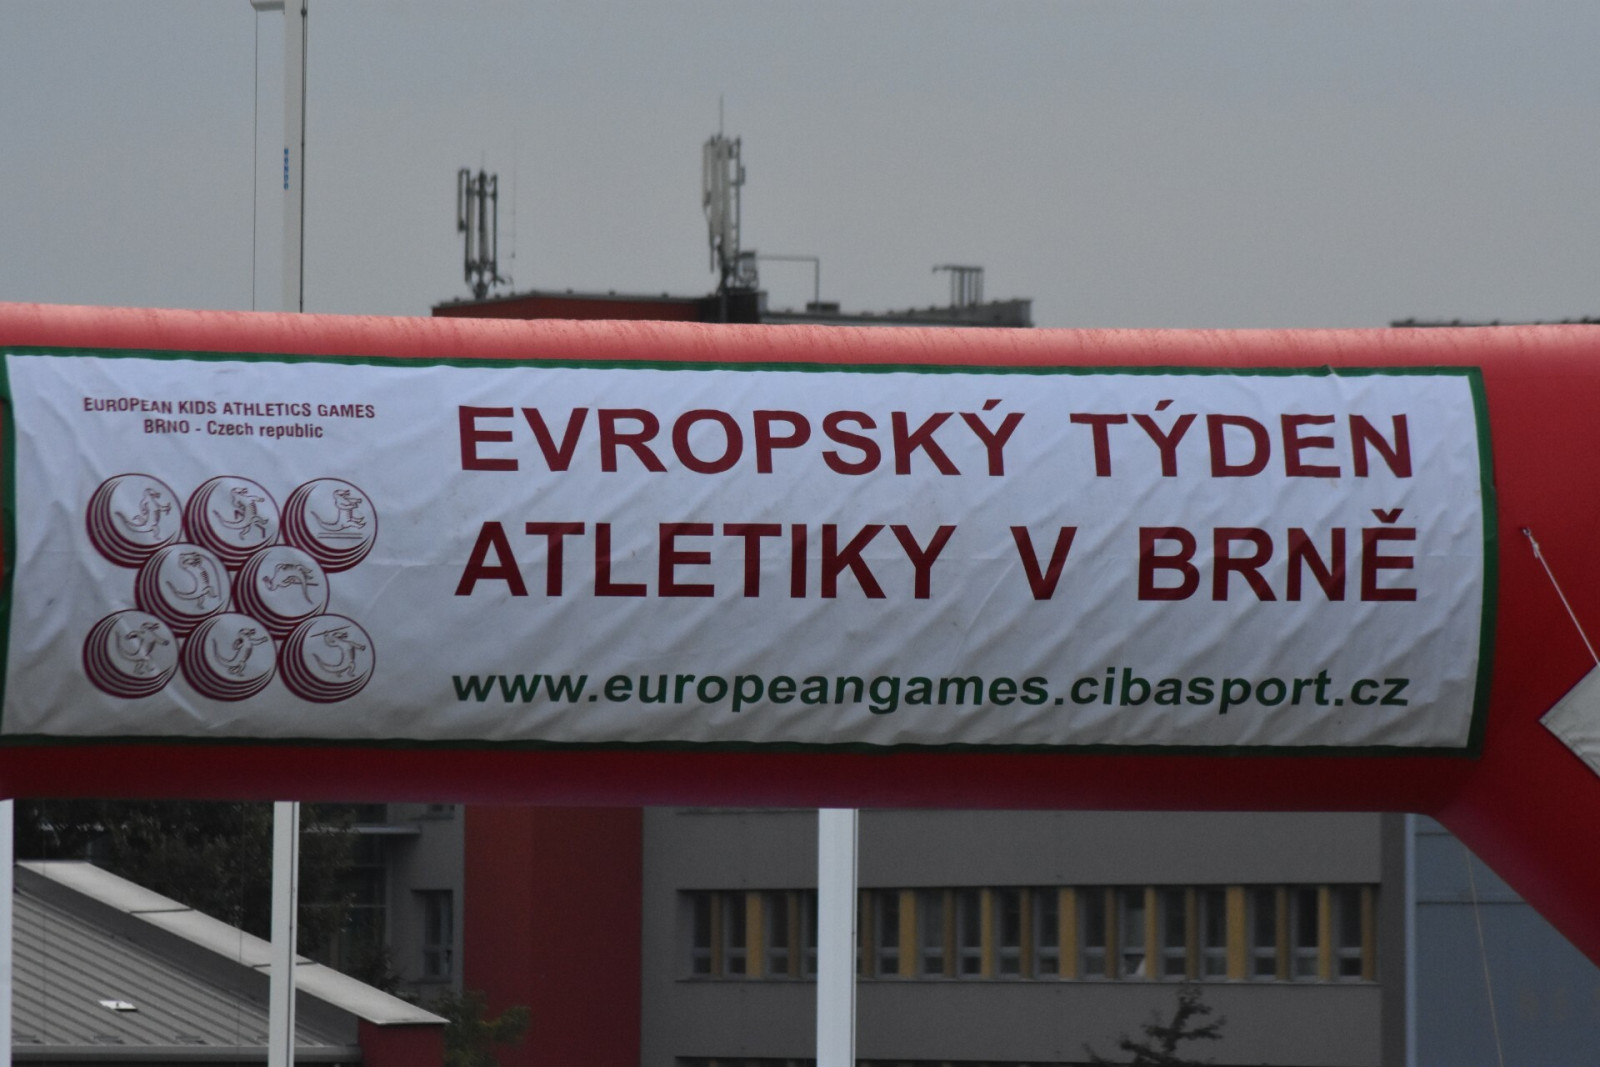 EUROPEAN KIDS ATHLETICS GAMES
BRNO - Czech republic
EVROPSKÝ TÝDEN
ATLETIKY V BRNĚ
www.europeangames.cibasport.cz